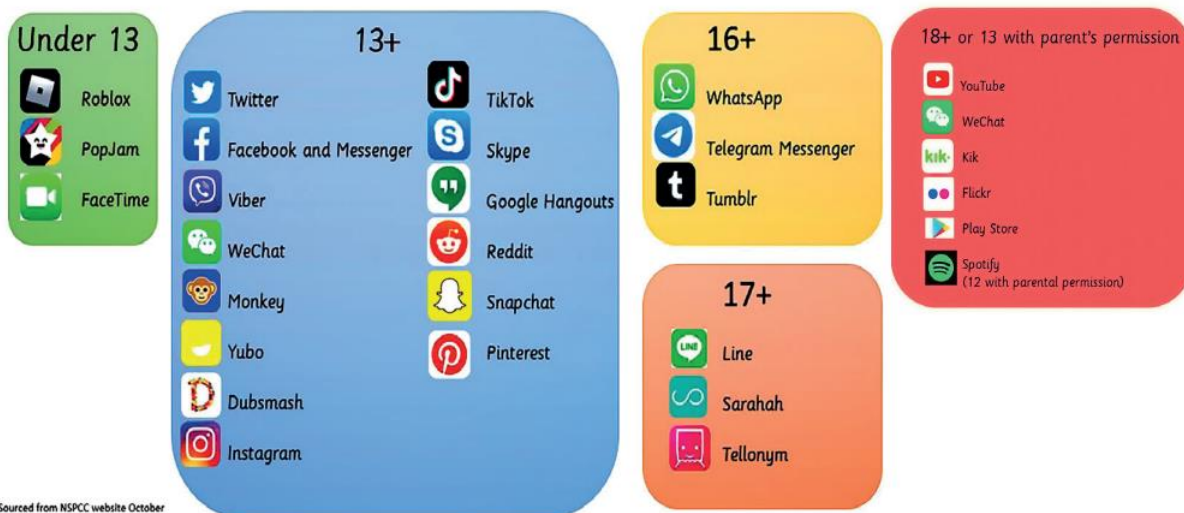 Under 13
Roblox
PopJam
FaceTime
13+
Twitter
Facebook and Messenger
Viber
WeChat
Monkey
Yubo
Dubsmash
Instagram
TikTok
Skype
Google Hangouts
Reddit
Snapchat
Pinterest
16+
WhatsApp
Telegram Messenger
t
Tumblr
17+
LINE
Line
Sarahah
Tellonym
18+ or 13 with parent's permission
YouTube
WeChat
kik
Kik
Flickr
Play Store
Spotify
(12 with parental permission)
Sourced from NSPCC website October